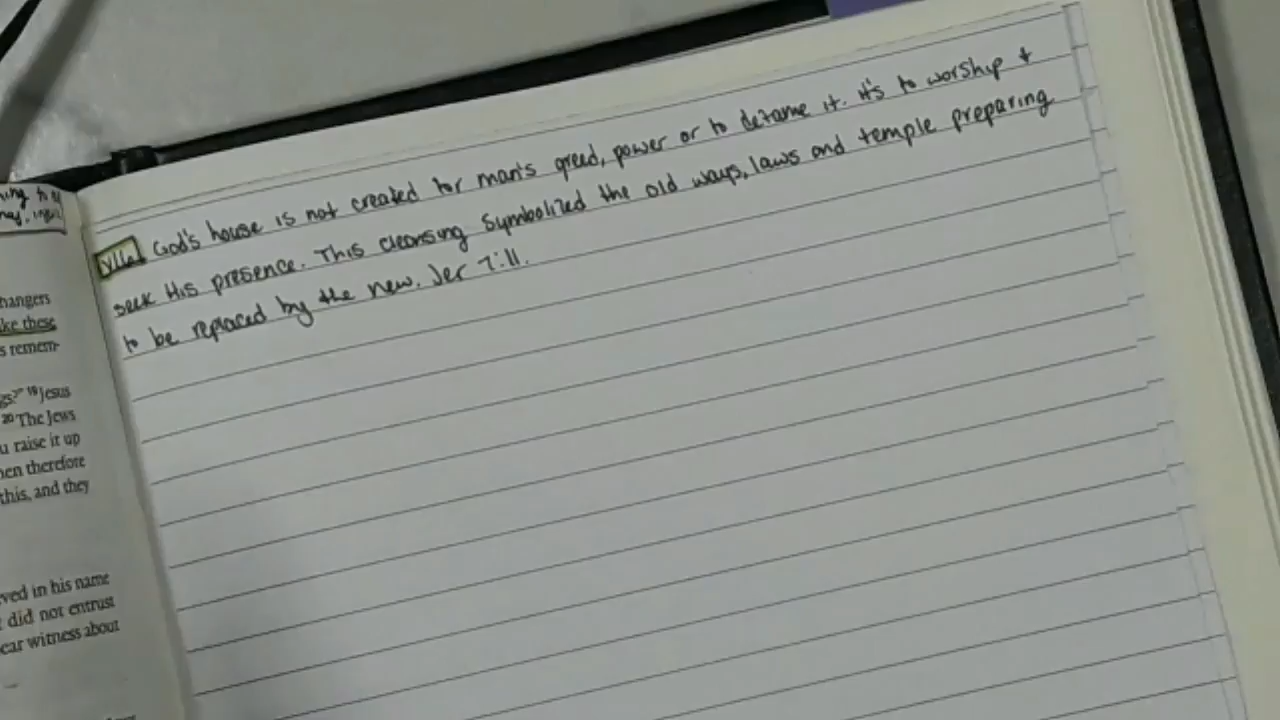 God's house is not created for man's greed, power or to defame it. it's to worship +
seek His presence. This cleansing symbolized the old ways, laws and temple preparing
to be replaced by the new. Jer 7:11.
hangers
ke these
s remem-
gs?" 18 Jesus
20 The Jews
u raise it up
hen therefore
this, and they
ved in his name
did not entrust
ear witness about